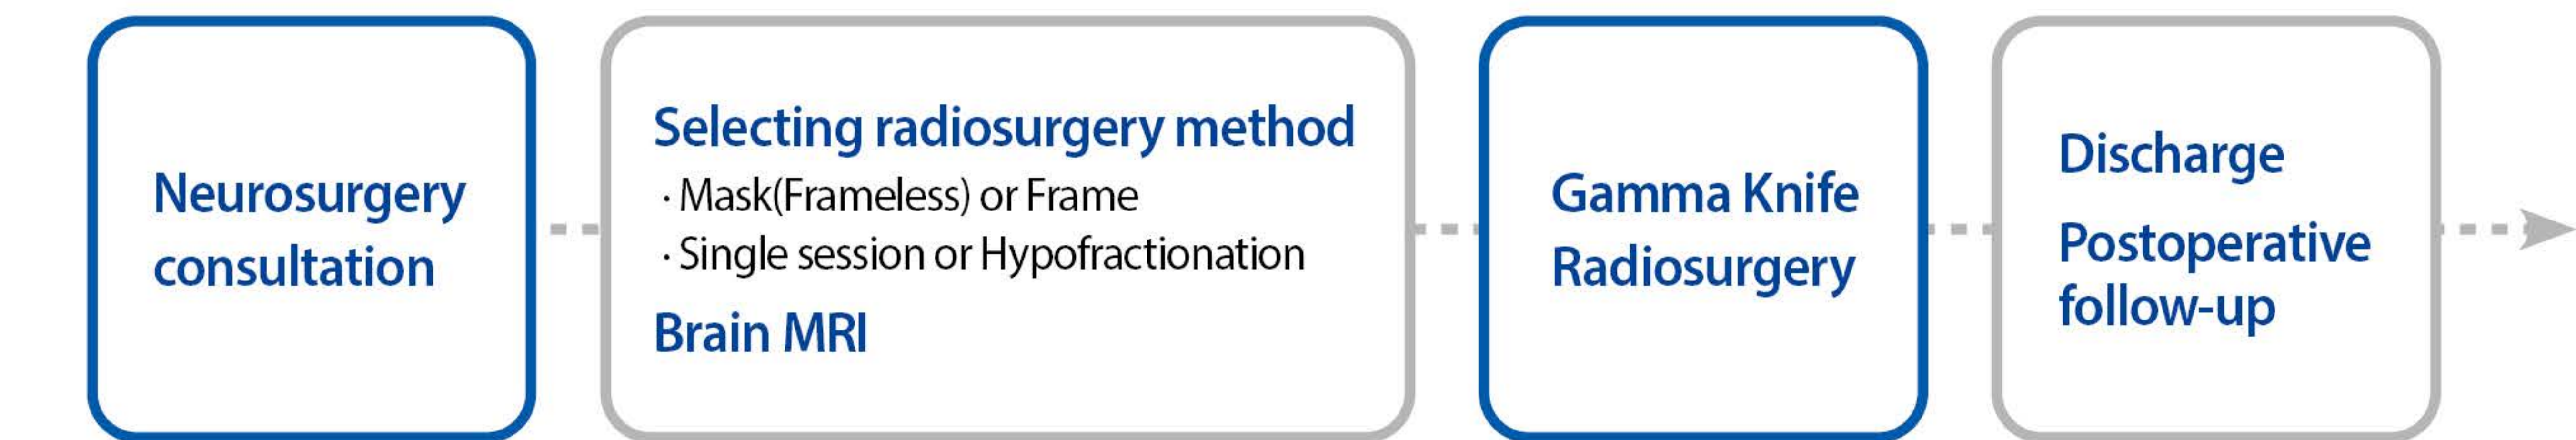 Neurosurgery
consultation
Selecting radiosurgery method
· Mask(Frameless) or Frame
· Single session or Hypofractionation
Brain MRI
Gamma Knife
Radiosurgery
Discharge
Postoperative
follow-up